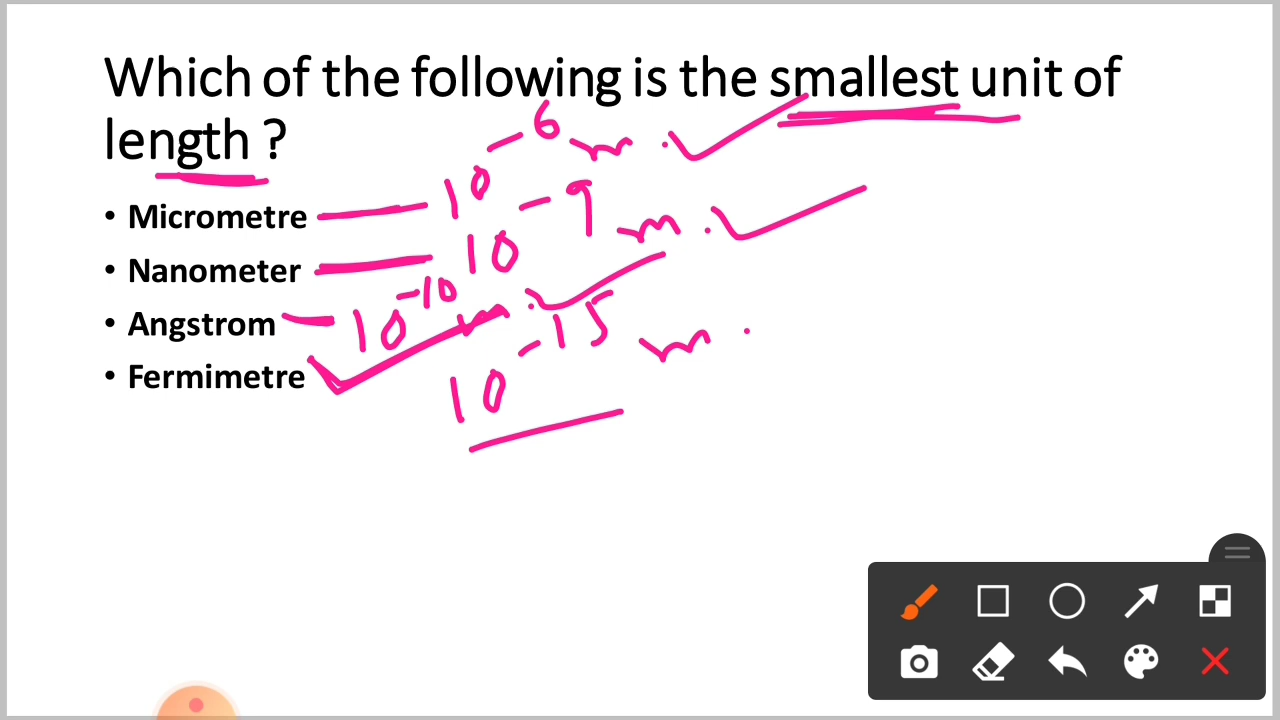 Which of the following is the smallest unit of
length ?
• Micrometre 10 -6 m.
• Nanometer 10 -9 m.
• Angstrom 10 -10 m.
• Fermimetre 10 -15 m.